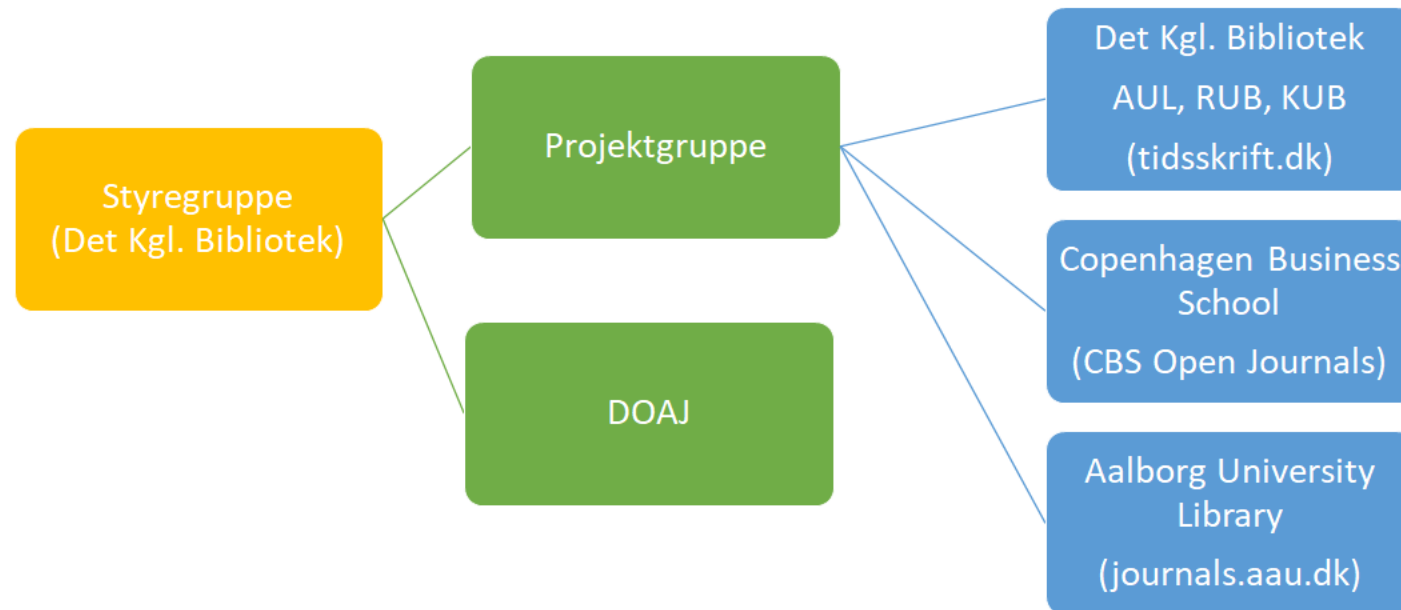 Styregruppe
(Det Kgl. Bibliotek)
Projektgruppe
DOAJ
Det Kgl. Bibliotek
AUL, RUB, KUB
(tidsskrift.dk)
Copenhagen Business
School
(CBS Open Journals)
Aalborg University
Library
(journals.aau.dk)